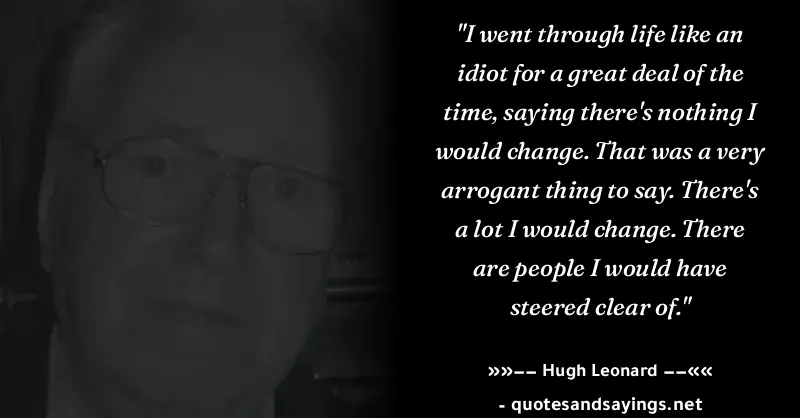 "I went through life like an
idiot for a great deal of the
time, saying there's nothing I
would change. That was a very
arrogant thing to say. There's
a lot I would change. There
are people I would have
steered clear of."
»»–– Hugh Leonard ––««
- quotesandsayings.net